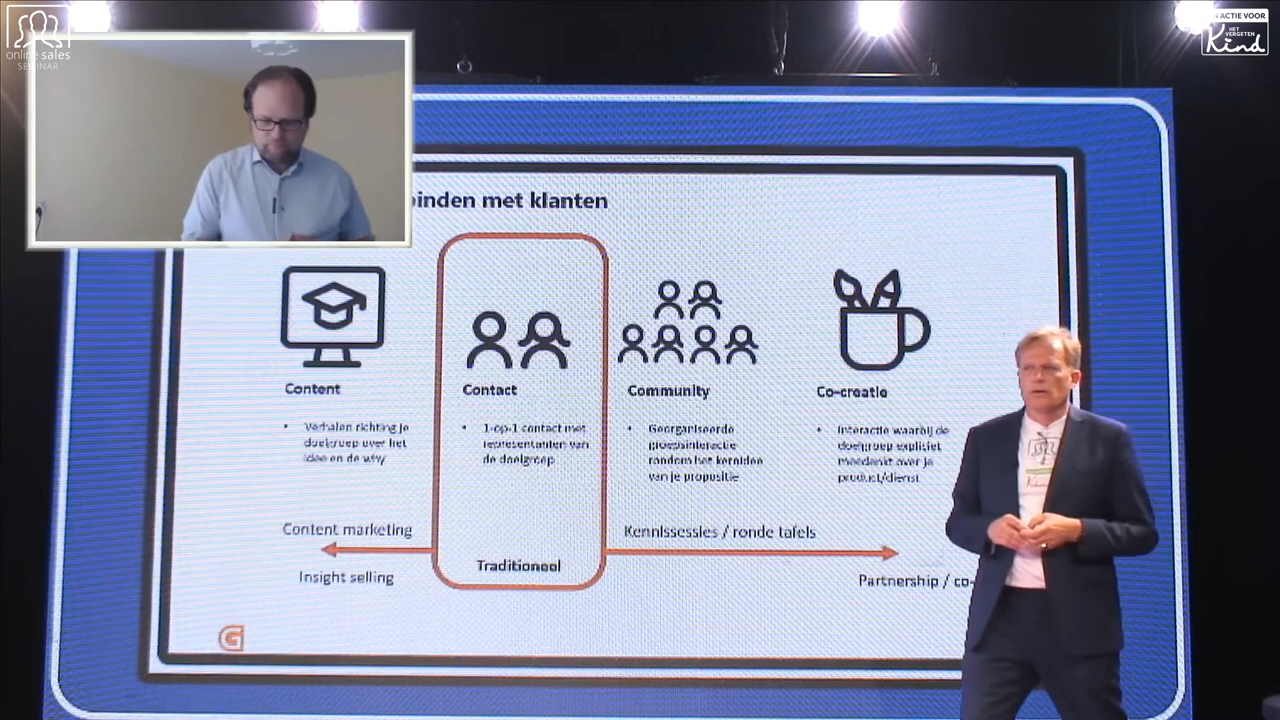 online sales
SEMINAR
N ACTIE VOOR
HET
VERGETEN
Kind
binden met klanten
Content
Contact
Community
Co-creatie
• Verhalen richting je
doelgroep over het
idee en de why
• 1-op-1 contact met
representanten van
de doelgroep
• Georganiseerde
groepsinteractie
rondom het kernidee
van je propositie
• Interactie waarbij de
doelgroep expliciet
meedenkt over je
product/dienst
Content marketing
Kennissessies / ronde tafels
Traditioneel
Insight selling
Partnership / co-
G